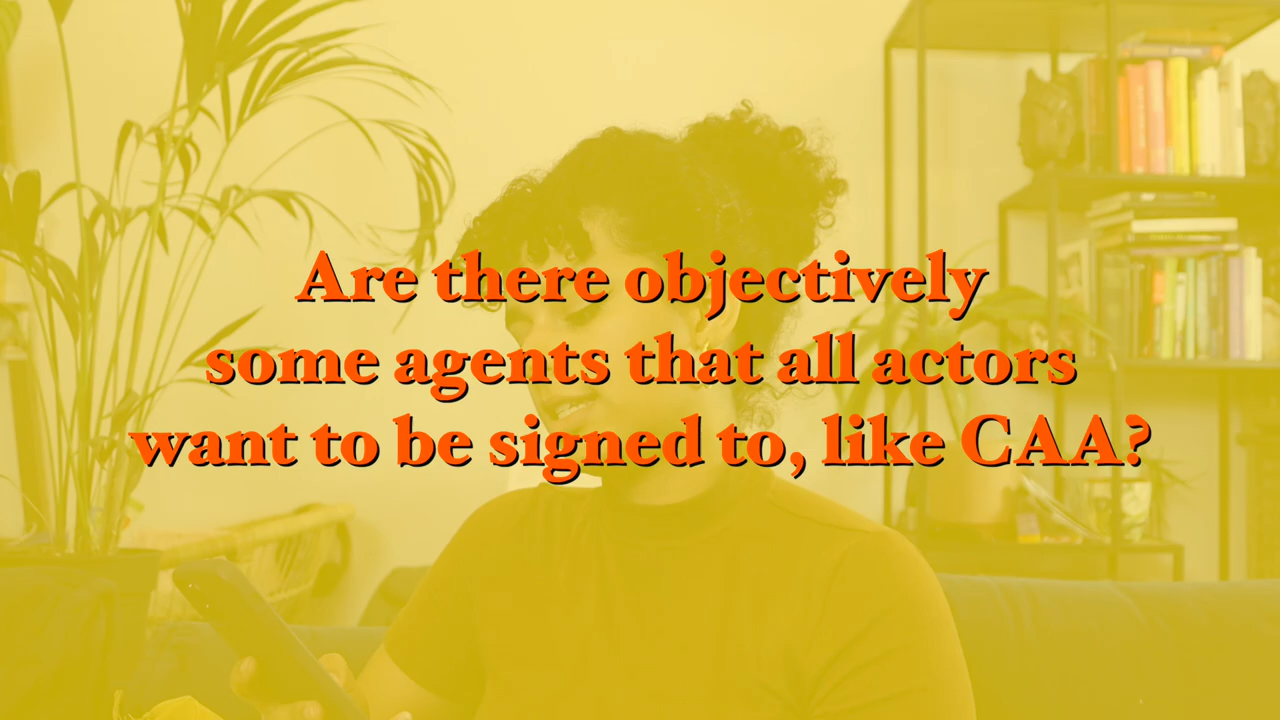 Are there objectively
some agents that all actors
want to be signed to, like CAA?